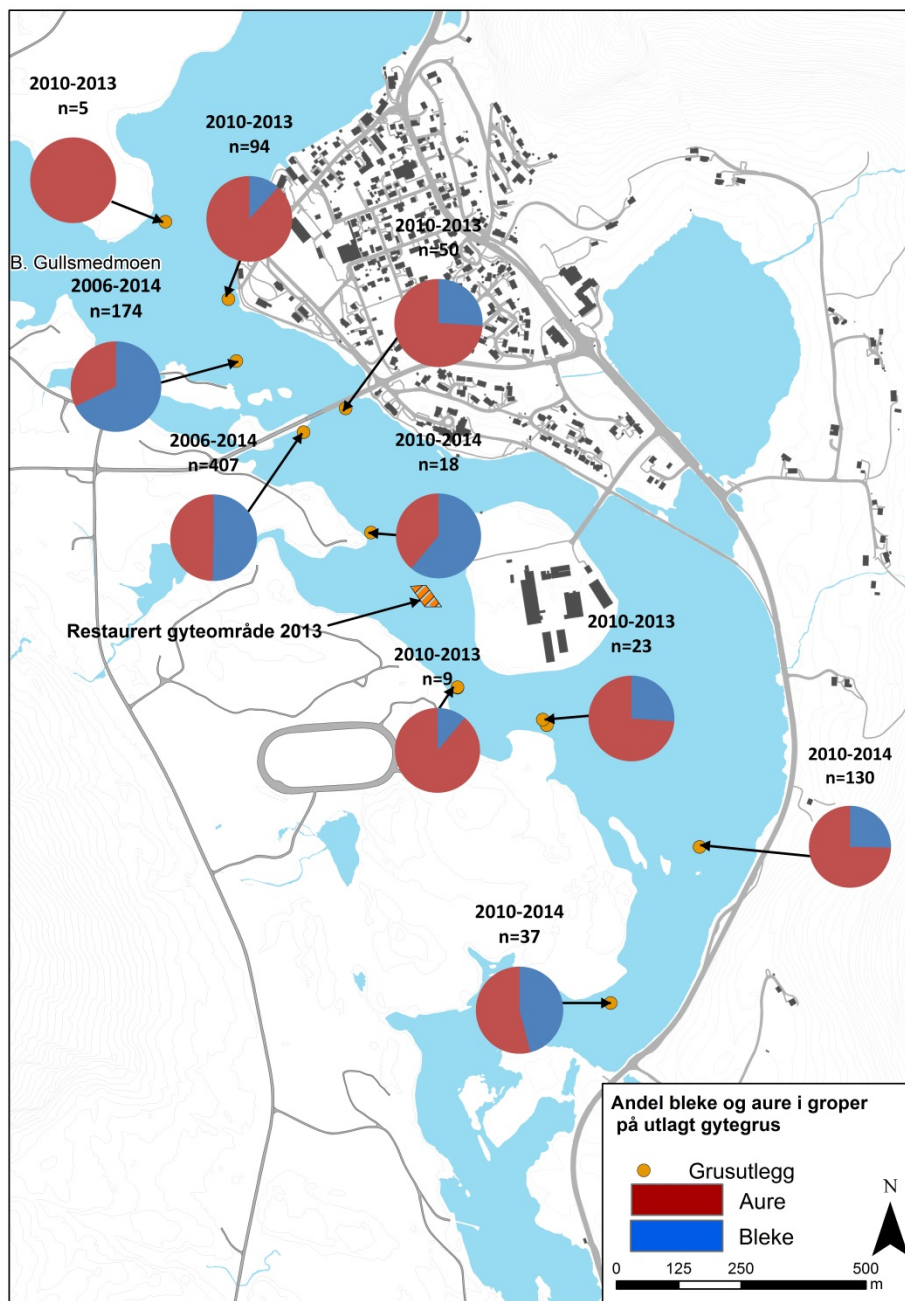 2010-2013
n=5
2010-2013
n=94
2010-2013
n=50
B. Gullsmedmoen
2006-2014
n=174
2006-2014
n=407
2010-2014
n=18
Restaurert gyteområde 2013
2010-2013
n=9
2010-2013
n=23
2010-2014
n=130
2010-2014
n=37
Andel bleke og aure i groper
på utlagt gytegrus
Grusutlegg
Aure
Bleke
N
0 125 250 500
m